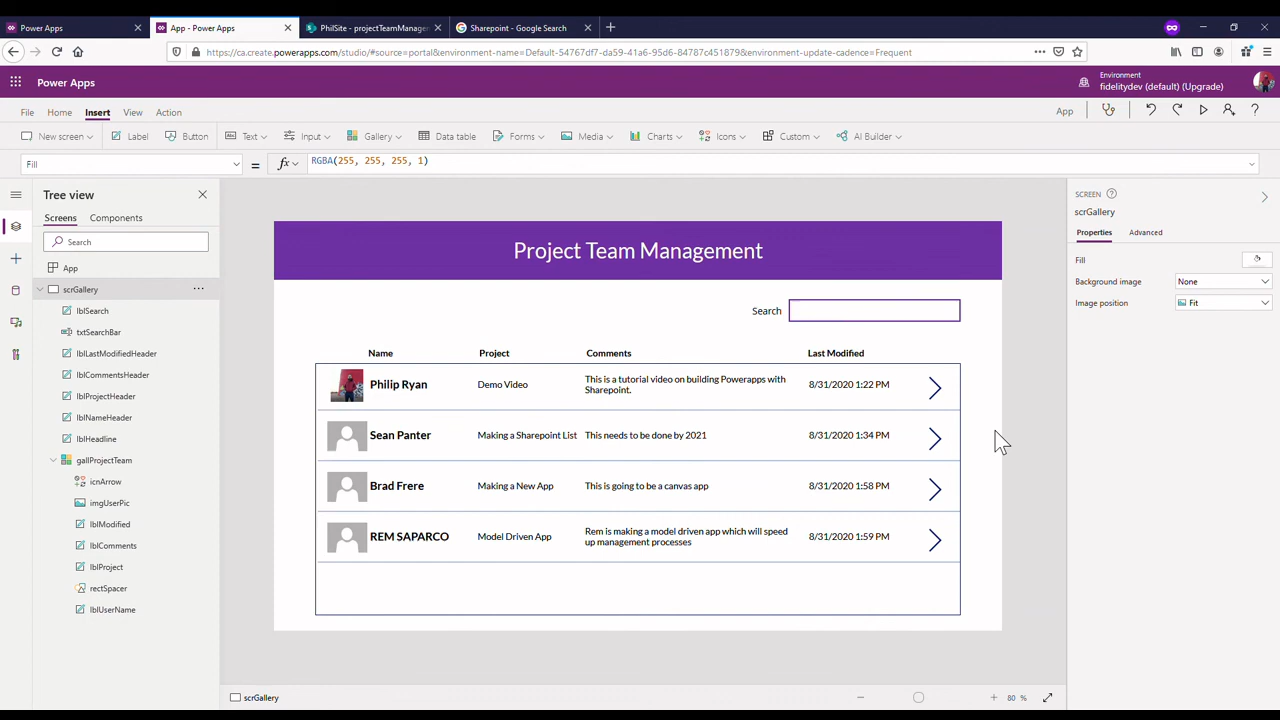 Power Apps
App - Power Apps
PhilSite - projectTeamManager
Sharepoint - Google Search
https://ca.create.powerapps.com/studio/#source=portal&environment-name=Default-54767df7-da59-41a6-95d6-84787c451879&environment-update-cadence=Frequent
Power Apps
Environment
fidelitydev (default) (Upgrade)
File Home Insert View Action
App
New screen Label Button Text Input Gallery Data table Forms Media Charts Icons Custom AI Builder
Fill = fx RGBA(255, 255, 255, 1)
Tree view
Screens Components
Search
App
scrGallery
lblSearch
txtSearchBar
lblLastModifiedHeader
lblCommentsHeader
lblProjectHeader
lblNameHeader
lblHeadline
gallProjectTeam
icnArrow
imgUserPic
lblModified
lblComments
lblProject
rectSpacer
lblUserName
Project Team Management
Search
Name Project Comments Last Modified
Philip Ryan Demo Video This is a tutorial video on building Powerapps with 8/31/2020 1:22 PM
Sharepoint.
Sean Panter Making a Sharepoint List This needs to be done by 2021 8/31/2020 1:34 PM
Brad Frere Making a New App This is going to be a canvas app 8/31/2020 1:58 PM
REM SAPARCO Model Driven App Rem is making a model driven app which will speed 8/31/2020 1:59 PM
up management processes
SCREEN
scrGallery
Properties Advanced
Fill
Background image None
Image position Fit
scrGallery
80 %